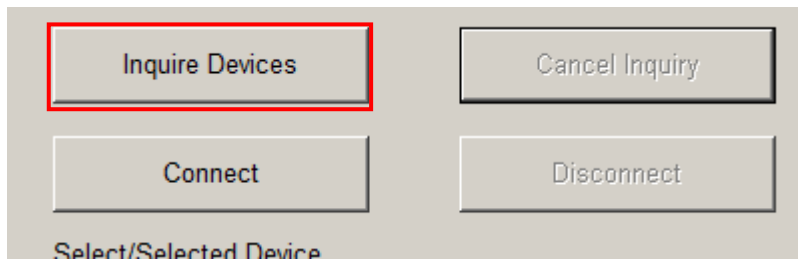 Inquire Devices
Cancel Inquiry
Connect
Disconnect
Select/Selected Device